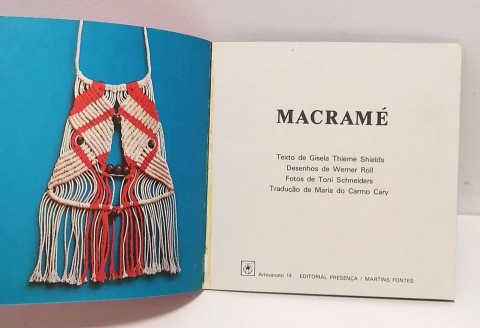 MACRAMÉ
Texto de Gisela Thieme Shields
Desenhos de Werner Roll
Fotos de Toni Schneiders
Tradução de Maria do Carmo Cary
Artesanato 14 EDITORIAL PRESENÇA / MARTINS FONTES